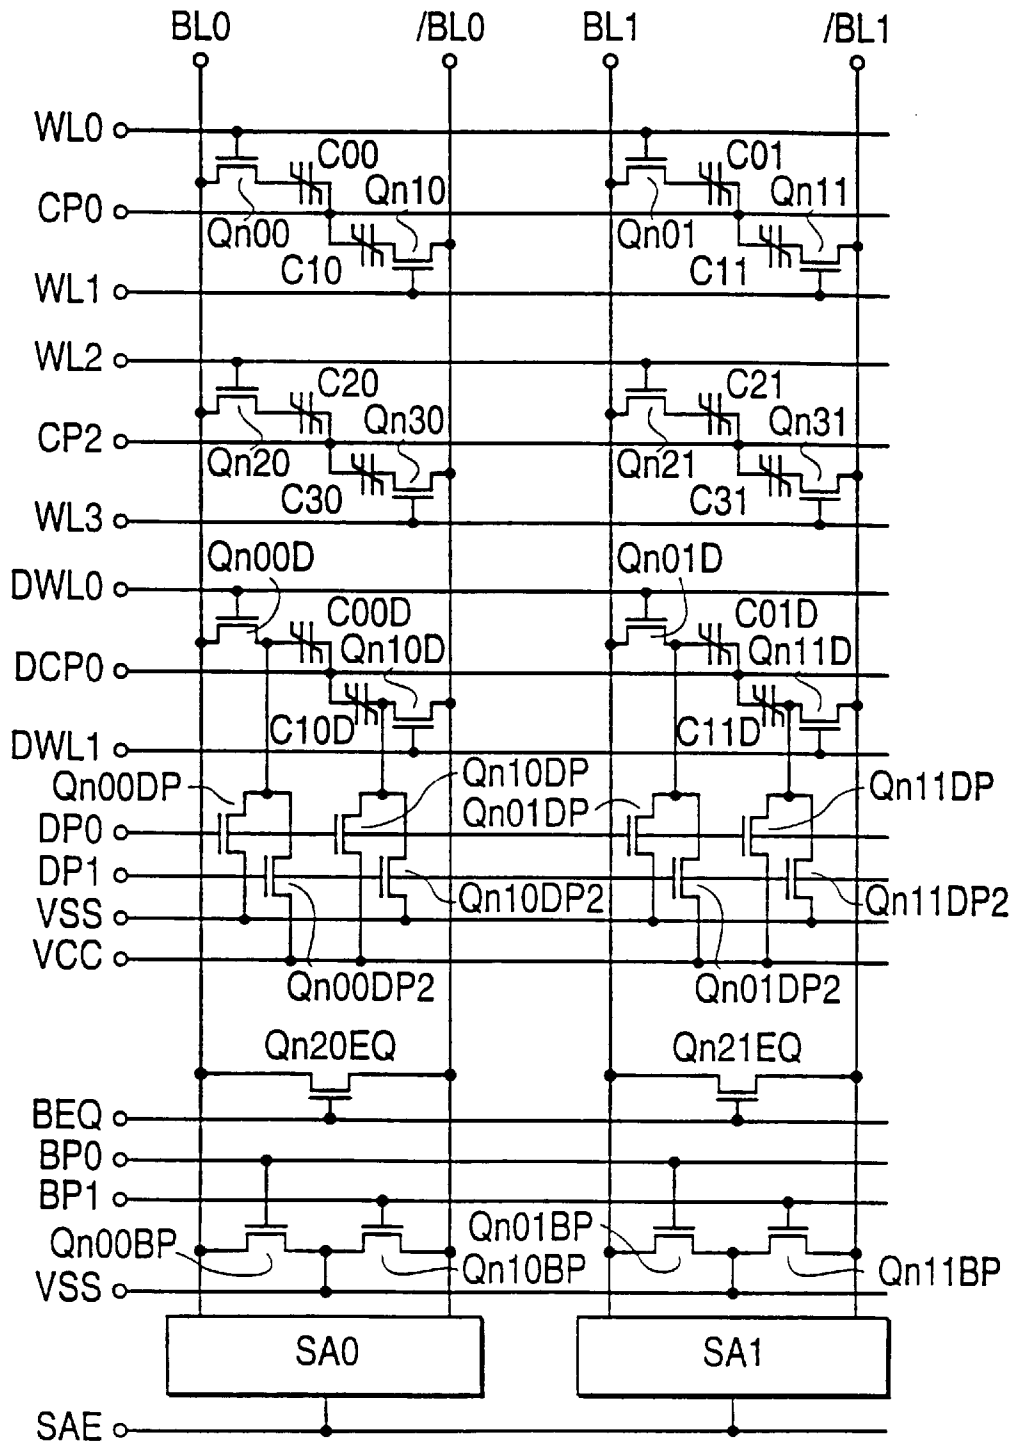 BL0 /BL0 BL1 /BL1
WL0
C00 C01
Qn10 Qn11
CP0
Qn00 Qn01
C10 C11
WL1
WL2
C20 C21
Qn30 Qn31
CP2
Qn20 Qn21
C30 C31
WL3
Qn00D Qn01D
DWL0
C00D C01D
Qn10D Qn11D
DCP0
C10D C11D
DWL1
Qn00DP Qn10DP Qn11DP
Qn01DP
DP0
DP1
Qn10DP2 Qn11DP2
VSS
VCC
Qn00DP2 Qn01DP2
Qn20EQ Qn21EQ
BEQ
BP0
BP1
Qn00BP Qn01BP
Qn10BP Qn11BP
VSS
SA0 SA1
SAE